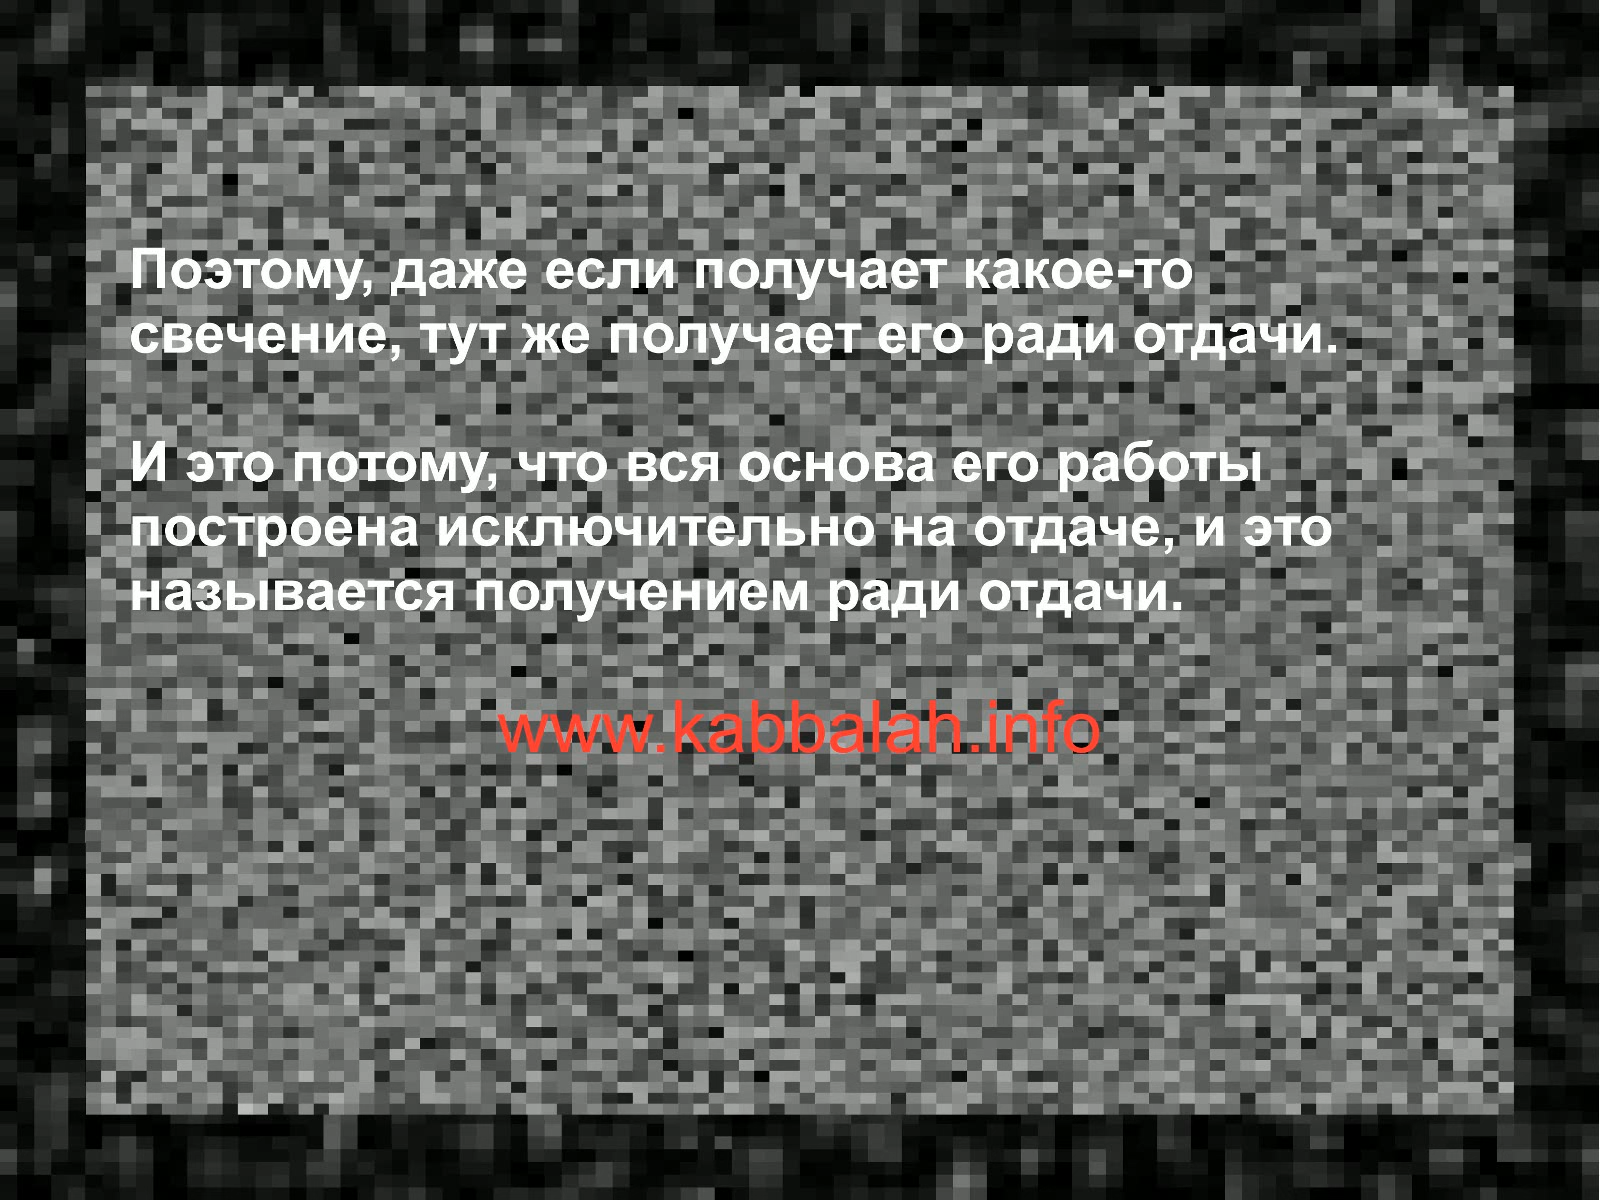 Поэтому, даже если получает какое-то
свечение, тут же получает его ради отдачи.
И это потому, что вся основа его работы
построена исключительно на отдаче, и это
называется получением ради отдачи.
www.kabbalah.info